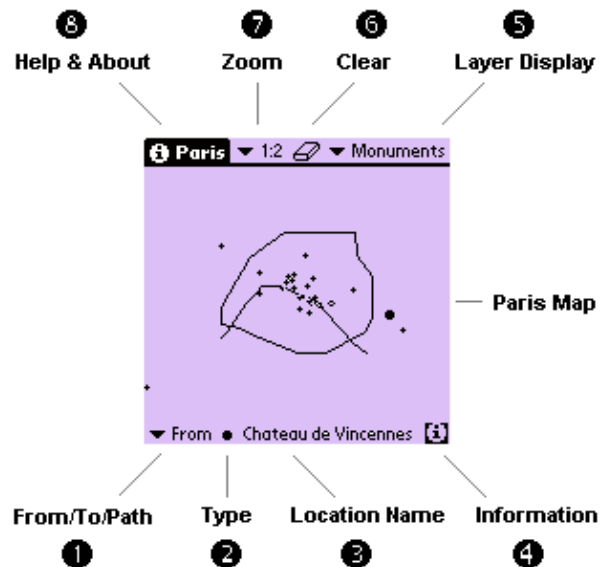 8 7 6 5
Help & About Zoom Clear Layer Display
i Paris 1:2 Monuments
Paris Map
From Chateau de Vincennes [i]
From/To/Path Type Location Name Information
1 2 3 4